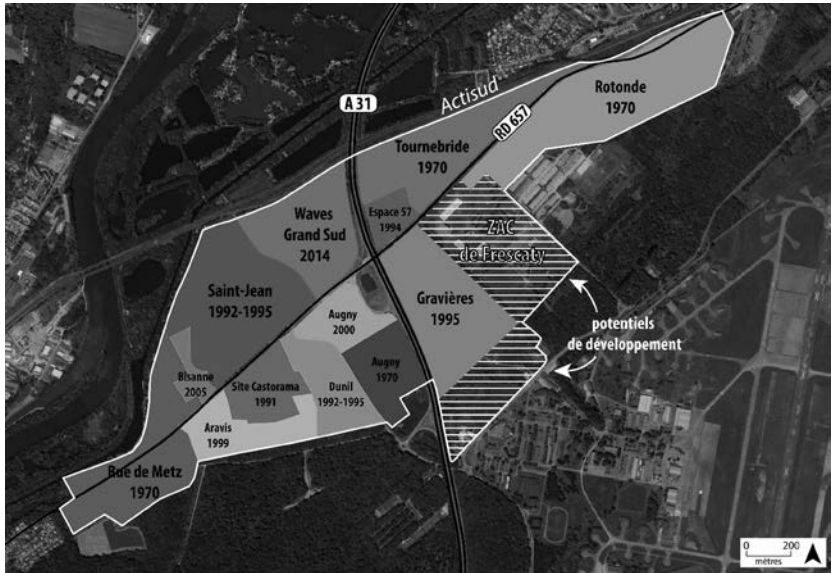 A 31
Actisud
RD 657
Rotonde
1970
Tournebride
1970
Espace 57
1994
Waves
Grand Sud
2014
ZAC
de Frescaty
Saint-Jean
1992-1995
Gravières
1995
Augny
2000
potentiels
de développement
Bisanne
2005
Site Castorama
1991
Augny
1970
Dunil
1992-1995
Aravis
1999
Rue de Metz
1970
0 200
mètres